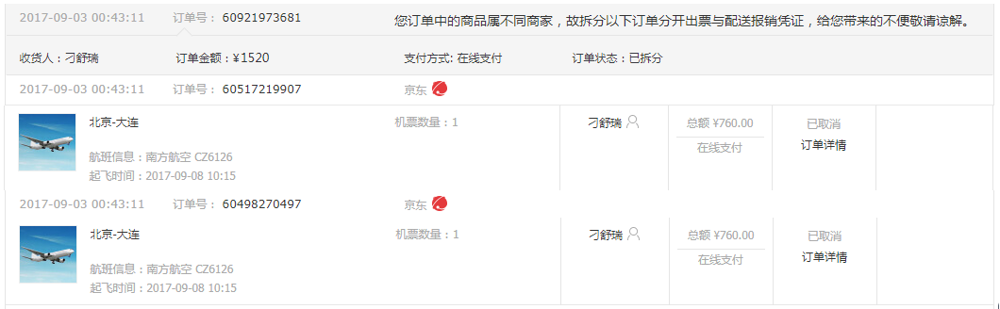 2017-09-03 00:43:11 订单号：60921973681 您订单中的商品属不同商家，故拆分以下订单分开出票与配送报销凭证，给您带来的不便敬请谅解。
收货人：刁舒瑞 订单金额：¥1520 支付方式: 在线支付 订单状态：已拆分
2017-09-03 00:43:11 订单号： 60517219907 京东
北京-大连 机票数量：1 刁舒瑞 总额 ¥760.00 已取消
在线支付 订单详情
航班信息：南方航空 CZ6126
起飞时间：2017-09-08 10:15
2017-09-03 00:43:11 订单号： 60498270497 京东
北京-大连 机票数量：1 刁舒瑞 总额 ¥760.00 已取消
在线支付 订单详情
航班信息：南方航空 CZ6126
起飞时间：2017-09-08 10:15